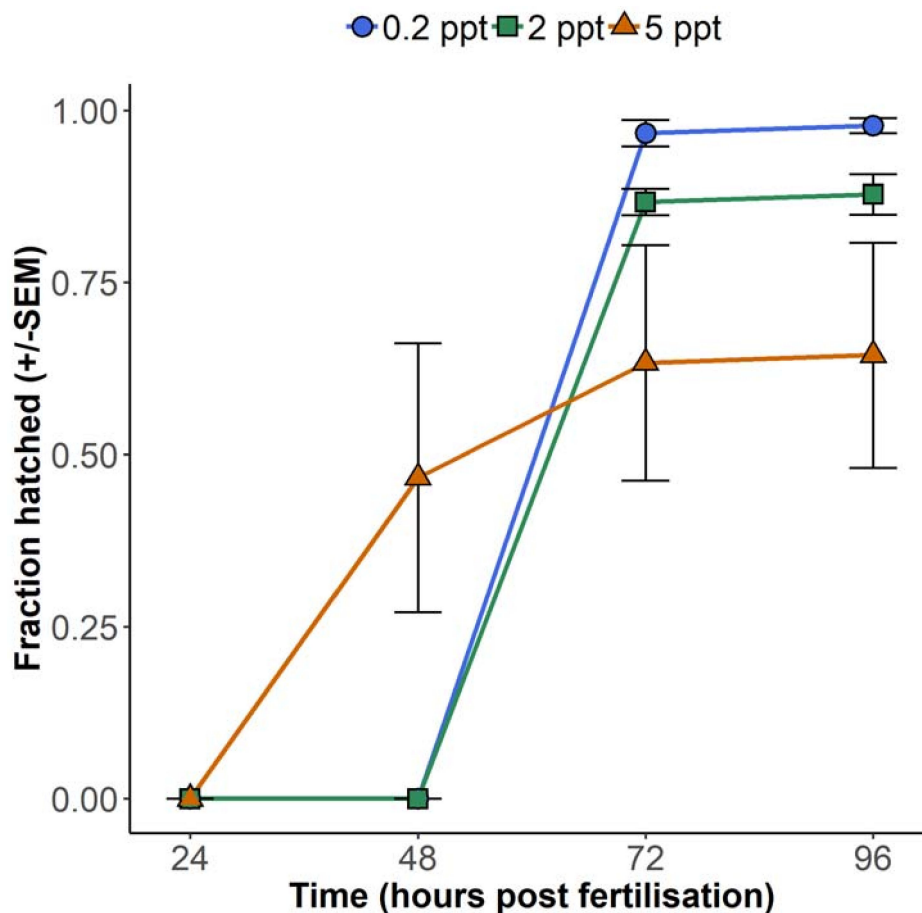 0.2 ppt 2 ppt 5 ppt
1.00
0.75
0.50
0.25
0.00
Fraction hatched (+/-SEM)
24 48 72 96
Time (hours post fertilisation)